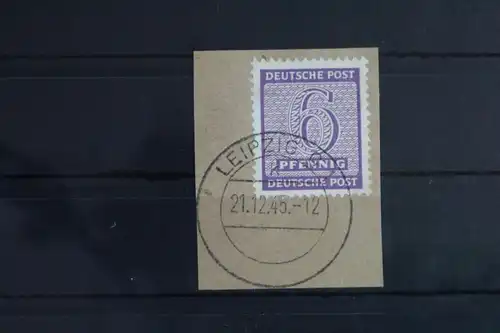 DEUTSCHE POST
6
PFENNIG
DEUTSCHE POST
LEIPZIG
21.12.45.-12